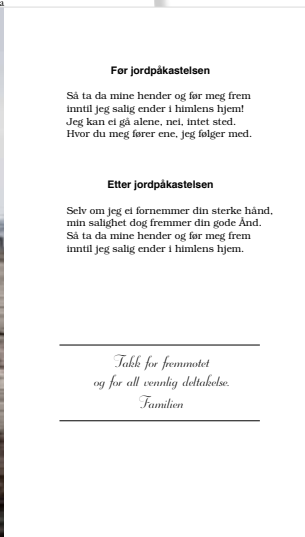 a
Før jordpåkastelsen
Så ta da mine hender og før meg frem
inntil jeg salig ender i himlens hjem!
Jeg kan ei gå alene, nei, intet sted.
Hvor du meg fører ene, jeg følger med.
Etter jordpåkastelsen
Selv om jeg ei fornemmer din sterke hånd,
min salighet dog fremmer din gode Ånd.
Så ta da mine hender og før meg frem
inntil jeg salig ender i himlens hjem.
Takk for fremmøtet
og for all vennlig deltakelse.
Familien